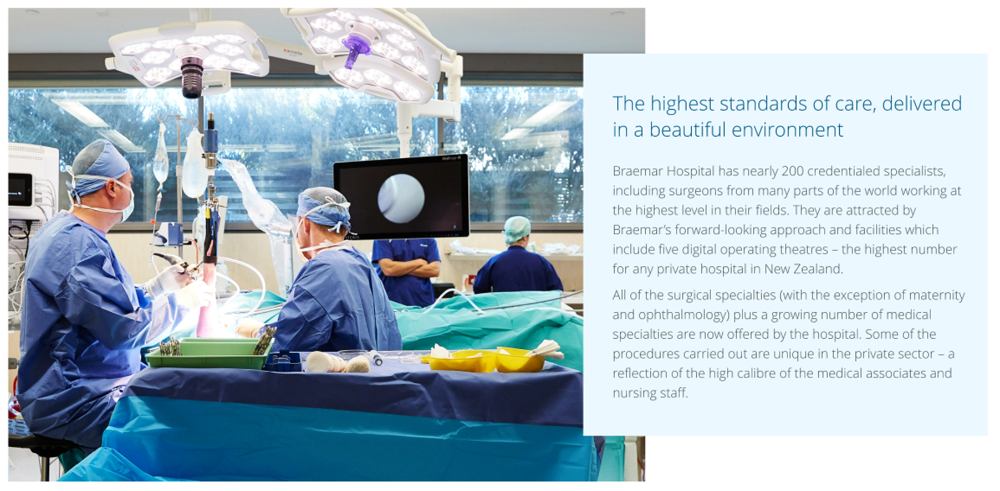 The highest standards of care, delivered
in a beautiful environment
Braemar Hospital has nearly 200 credentialed specialists,
including surgeons from many parts of the world working at
the highest level in their fields. They are attracted by
Braemar’s forward-looking approach and facilities which
include five digital operating theatres – the highest number
for any private hospital in New Zealand.
All of the surgical specialties (with the exception of maternity
and ophthalmology) plus a growing number of medical
specialties are now offered by the hospital. Some of the
procedures carried out are unique in the private sector – a
reflection of the high calibre of the medical associates and
nursing staff.